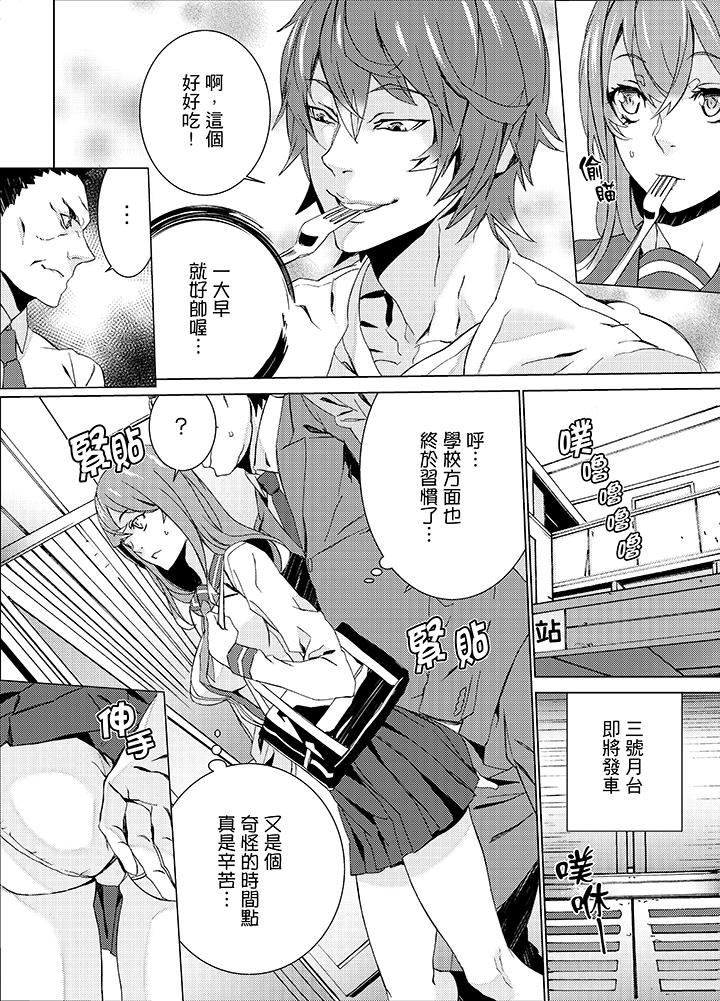 偷瞄
啊，這個
好好吃！
一大早
就好帥喔…
…
噗嚕嚕嚕嚕
站
三號月台
即將發車
噗咻ー
呼…
學校方面也
終於習慣了…
？
緊貼
緊貼
又是個
奇怪的時間點
真是辛苦…
伸手